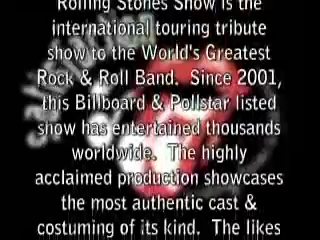 Rolling Stones Show is the
international touring tribute
show to the World's Greatest
Rock & Roll Band.  Since 2001,
this Billboard & Pollstar listed
show has entertained thousands
worldwide.  The highly
acclaimed production showcases
the most authentic cast &
costuming of its kind.  The likes